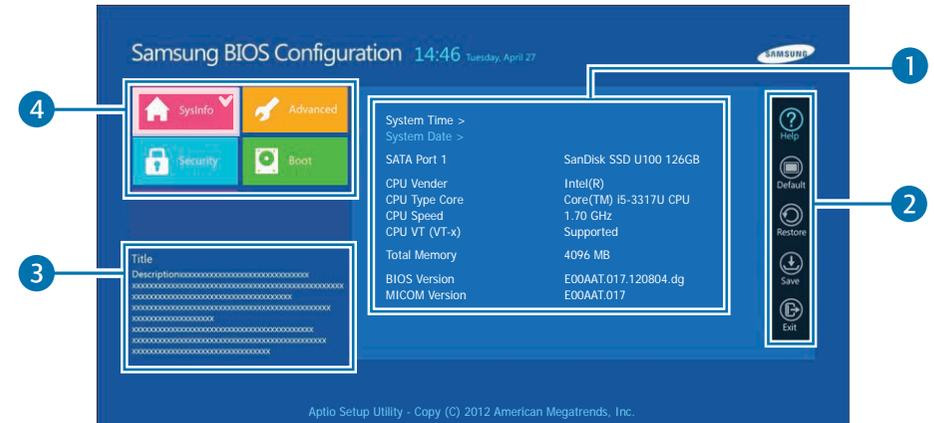 Samsung BIOS Configuration 14:46 Tuesday, April 27
SAMSUNG
1
4
SysInfo
Advanced
Security
Boot
System Time >
System Date >
SATA Port 1 SanDisk SSD U100 126GB
CPU Vender Intel(R)
CPU Type Core Core(TM) i5-3317U CPU
CPU Speed 1.70 GHz
CPU VT (VT-x) Supported
Total Memory 4096 MB
BIOS Version E00AAT.017.120804.dg
MICOM Version E00AAT.017
Help
Default
Restore
Save
Exit
2
3
Title
Descriptionxxxxxxxxxxxxxxxxxxxxxxxxxxxxxxx
Aptio Setup Utility - Copy (C) 2012 American Megatrends, Inc.